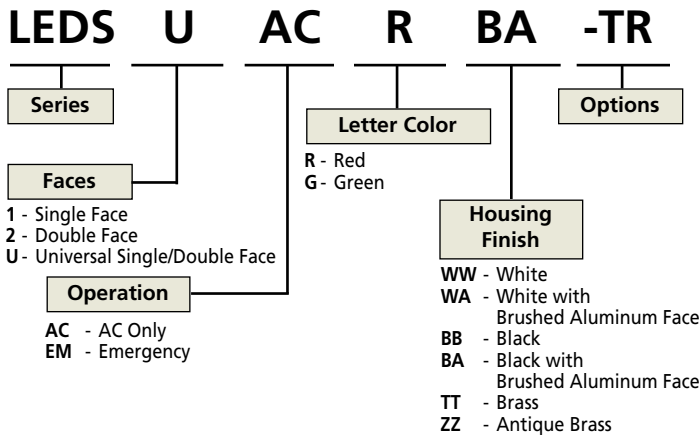 LEDS U AC R BA -TR
Series
Options
Letter Color
R - Red
G - Green
Faces
1 - Single Face
2 - Double Face
U - Universal Single/Double Face
Housing
Finish
Operation
AC - AC Only
EM - Emergency
WW - White
WA - White with
Brushed Aluminum Face
BB - Black
BA - Black with
Brushed Aluminum Face
TT - Brass
ZZ - Antique Brass